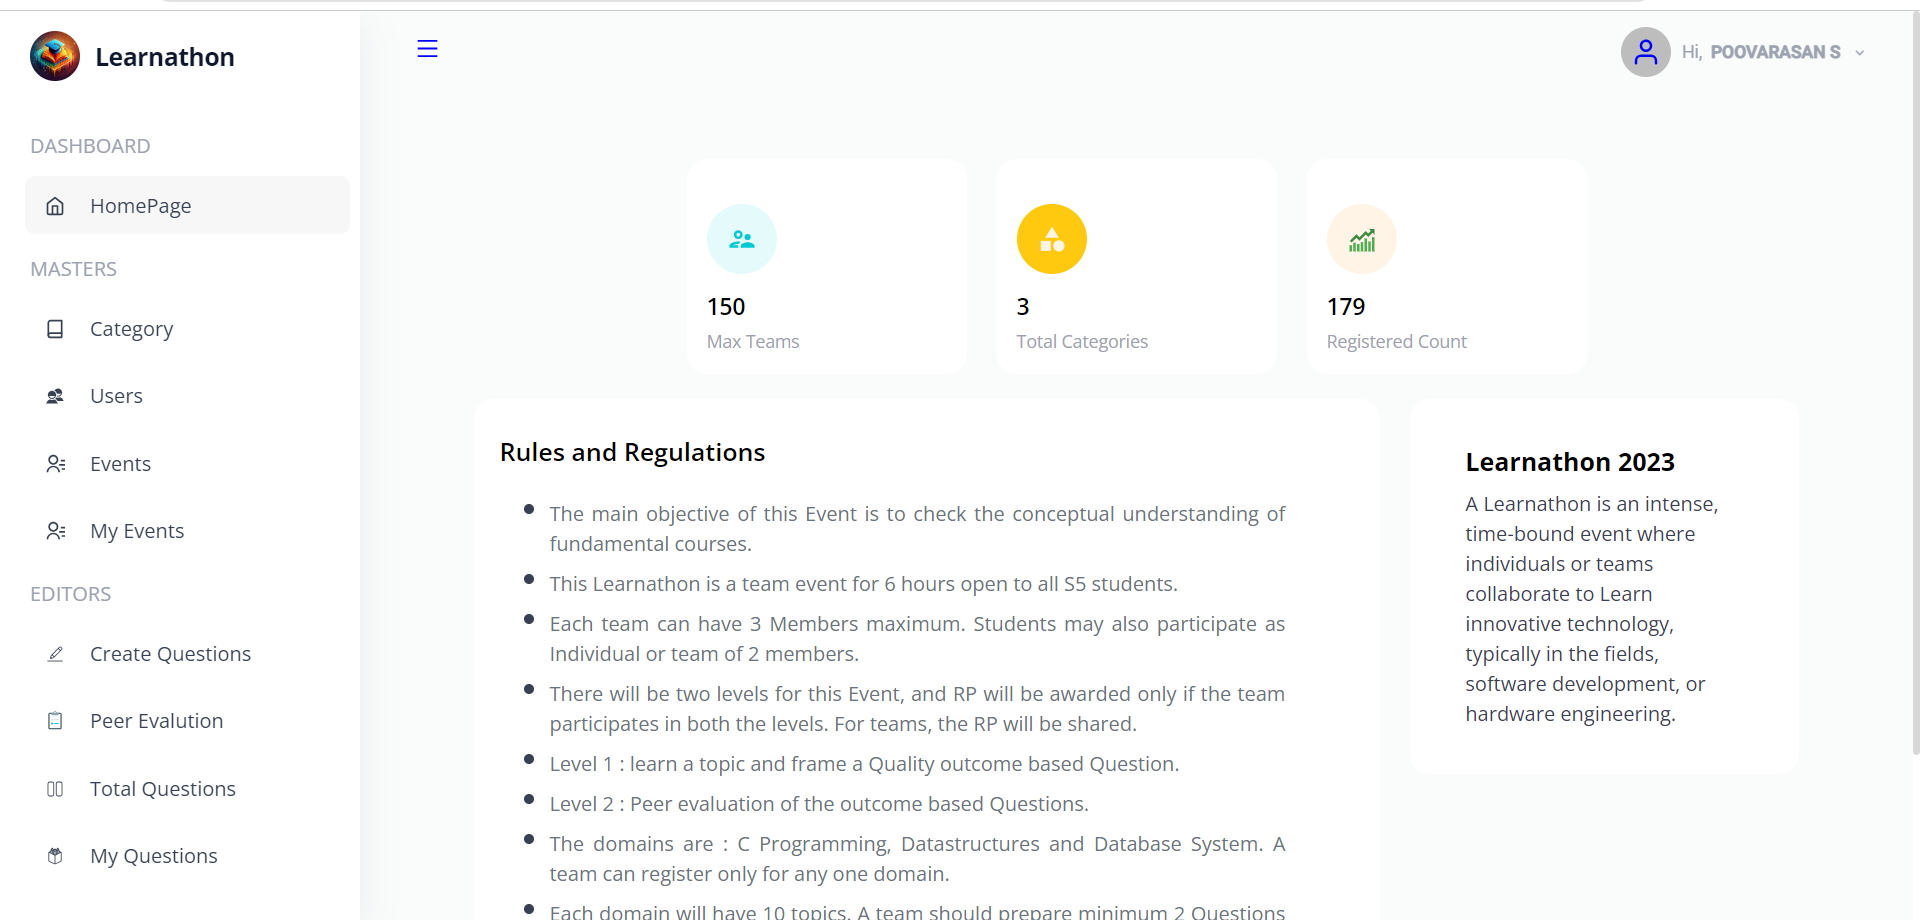 Learnathon
Hi, POOVARASAN S
DASHBOARD
HomePage
MASTERS
Category
Users
Events
My Events
EDITORS
Create Questions
Peer Evalution
Total Questions
My Questions
150
Max Teams
3
Total Categories
179
Registered Count
Rules and Regulations
The main objective of this Event is to check the conceptual understanding of
fundamental courses.
This Learnathon is a team event for 6 hours open to all S5 students.
Each team can have 3 Members maximum. Students may also participate as
Individual or team of 2 members.
There will be two levels for this Event, and RP will be awarded only if the team
participates in both the levels. For teams, the RP will be shared.
Level 1 : learn a topic and frame a Quality outcome based Question.
Level 2 : Peer evaluation of the outcome based Questions.
The domains are : C Programming, Datastructures and Database System. A
team can register only for any one domain.
Each domain will have 10 topics. A team should prepare minimum 2 Questions
Learnathon 2023
A Learnathon is an intense,
time-bound event where
individuals or teams
collaborate to Learn
innovative technology,
typically in the fields,
software development, or
hardware engineering.